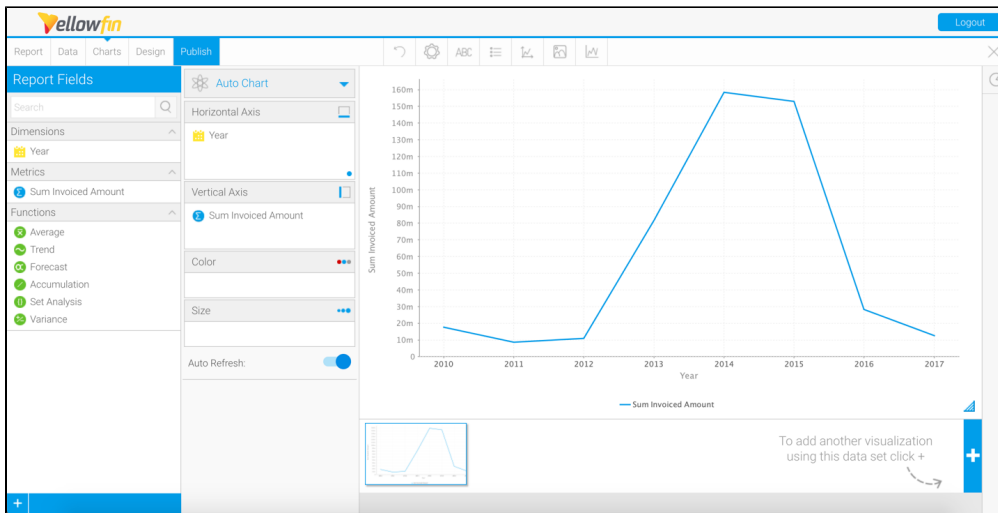 Yellowfin
Logout
Report Data Charts Design Publish
ABC
Report Fields
Search
Dimensions
Year
Metrics
Sum Invoiced Amount
Functions
Average
Trend
Forecast
Accumulation
Set Analysis
Variance
Auto Chart
Horizontal Axis
Year
Vertical Axis
Sum Invoiced Amount
Color
Size
Auto Refresh:
160m
150m
140m
130m
120m
110m
100m
90m
80m
70m
60m
50m
40m
30m
20m
10m
0
Sum Invoiced Amount
2010 2011 2012 2013 2014 2015 2016 2017
Year
Sum Invoiced Amount
To add another visualization
using this data set click +